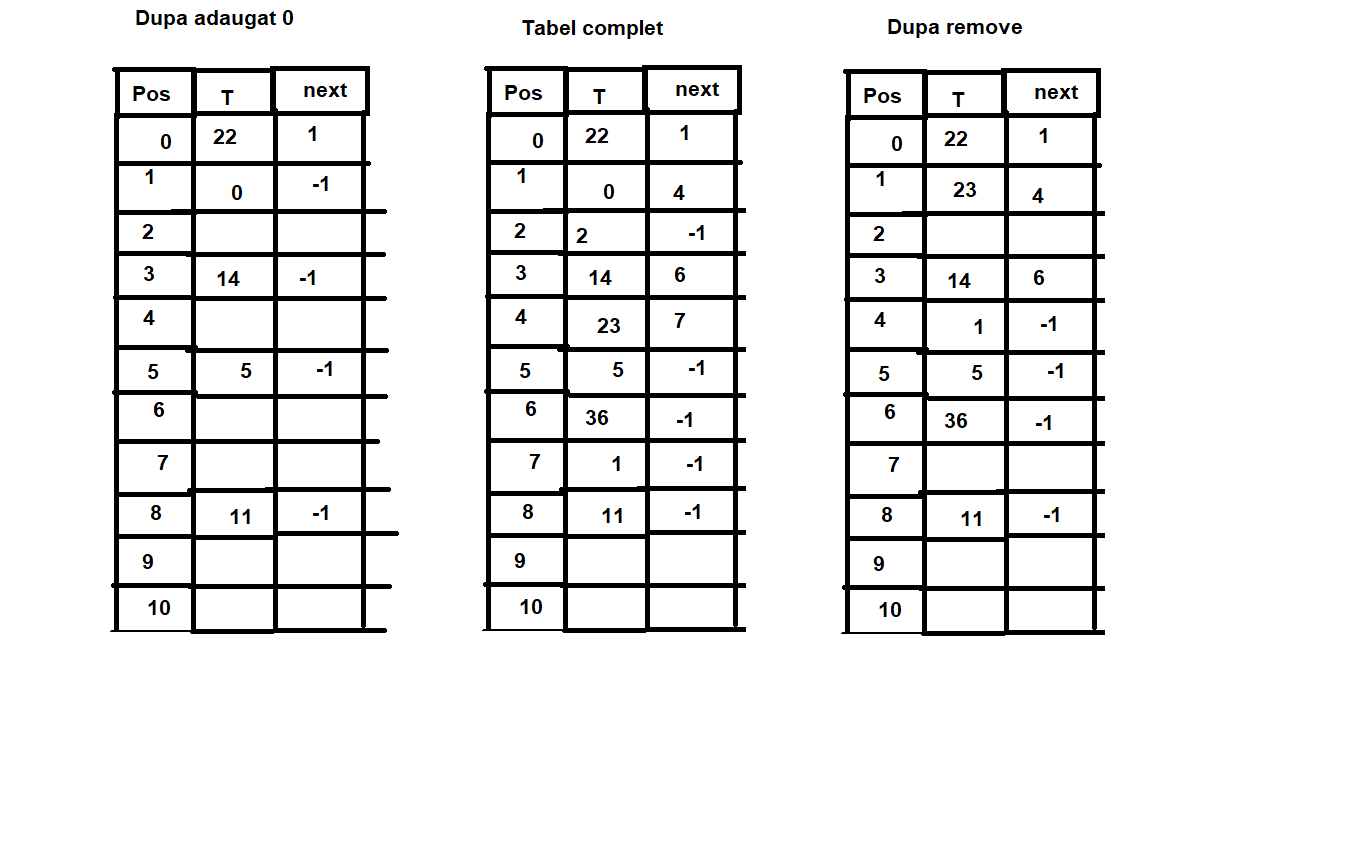 Dupa adaugat 0
Pos T next
0 22 1
1 0 -1
2
3 14 -1
4
5 5 -1
6
7
8 11 -1
9
10
Tabel complet
Pos T next
0 22 1
1 0 4
2 2 -1
3 14 6
4 23 7
5 5 -1
6 36 -1
7 1 -1
8 11 -1
9
10
Dupa remove
Pos T next
0 22 1
1 23 4
2
3 14 6
4 1 -1
5 5 -1
6 36 -1
7
8 11 -1
9
10